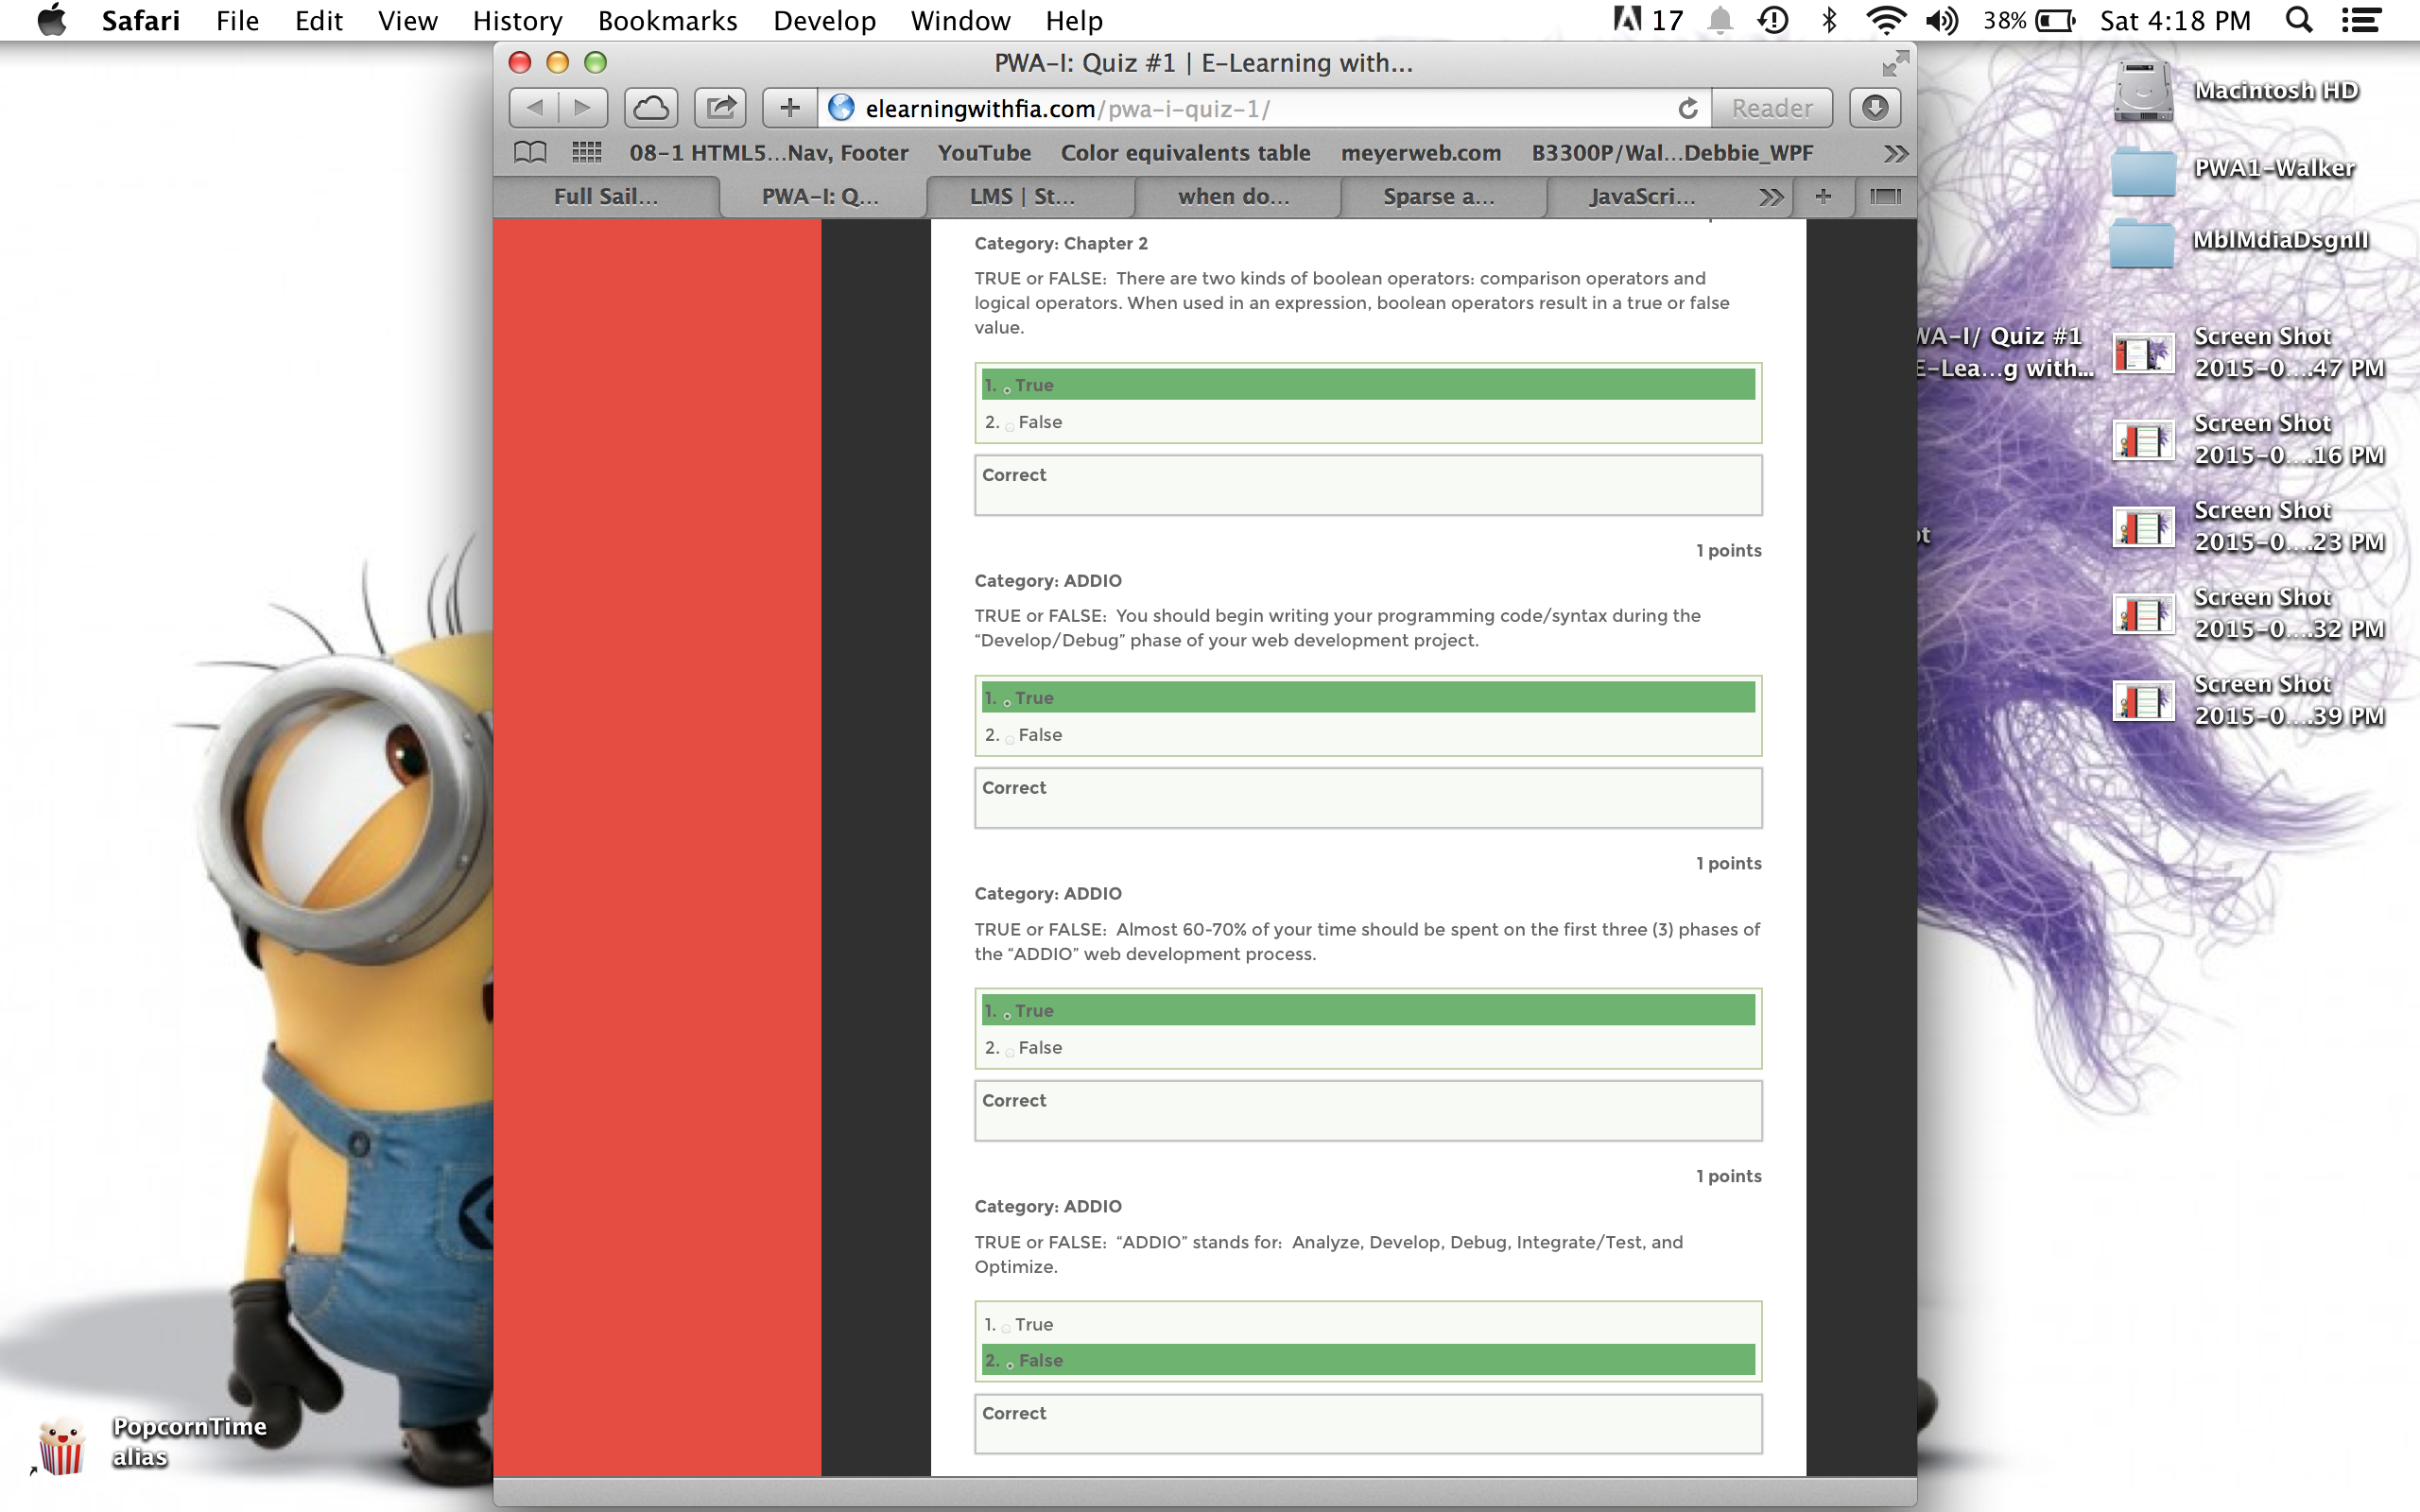 Safari File Edit View History Bookmarks Develop Window Help 17 38% Sat 4:18 PM
PWA-I: Quiz #1 | E-Learning with...
elearningwithfia.com/pwa-i-quiz-1/ Reader
08-1 HTML5...Nav, Footer YouTube Color equivalents table meyerweb.com B3300P/Wal...Debbie_WPF
Full Sail... PWA-I: Q... LMS | St... when do... Sparse a... JavaScri...
Category: Chapter 2
TRUE or FALSE: There are two kinds of boolean operators: comparison operators and
logical operators. When used in an expression, boolean operators result in a true or false
value.
1. True
2. False
Correct
1 points
Category: ADDIO
TRUE or FALSE: You should begin writing your programming code/syntax during the
“Develop/Debug” phase of your web development project.
1. True
2. False
Correct
1 points
Category: ADDIO
TRUE or FALSE: Almost 60-70% of your time should be spent on the first three (3) phases of
the “ADDIO” web development process.
1. True
2. False
Correct
1 points
Category: ADDIO
TRUE or FALSE: “ADDIO” stands for: Analyze, Develop, Debug, Integrate/Test, and
Optimize.
1. True
2. False
Correct
Macintosh HD
PWA1-Walker
MblMdiaDsgnII
WA-I/ Quiz #1
E-Lea...g with...
Screen Shot
2015-0....47 PM
Screen Shot
2015-0....16 PM
Screen Shot
2015-0....23 PM
Screen Shot
2015-0....32 PM
Screen Shot
2015-0....39 PM
PopcornTime
alias